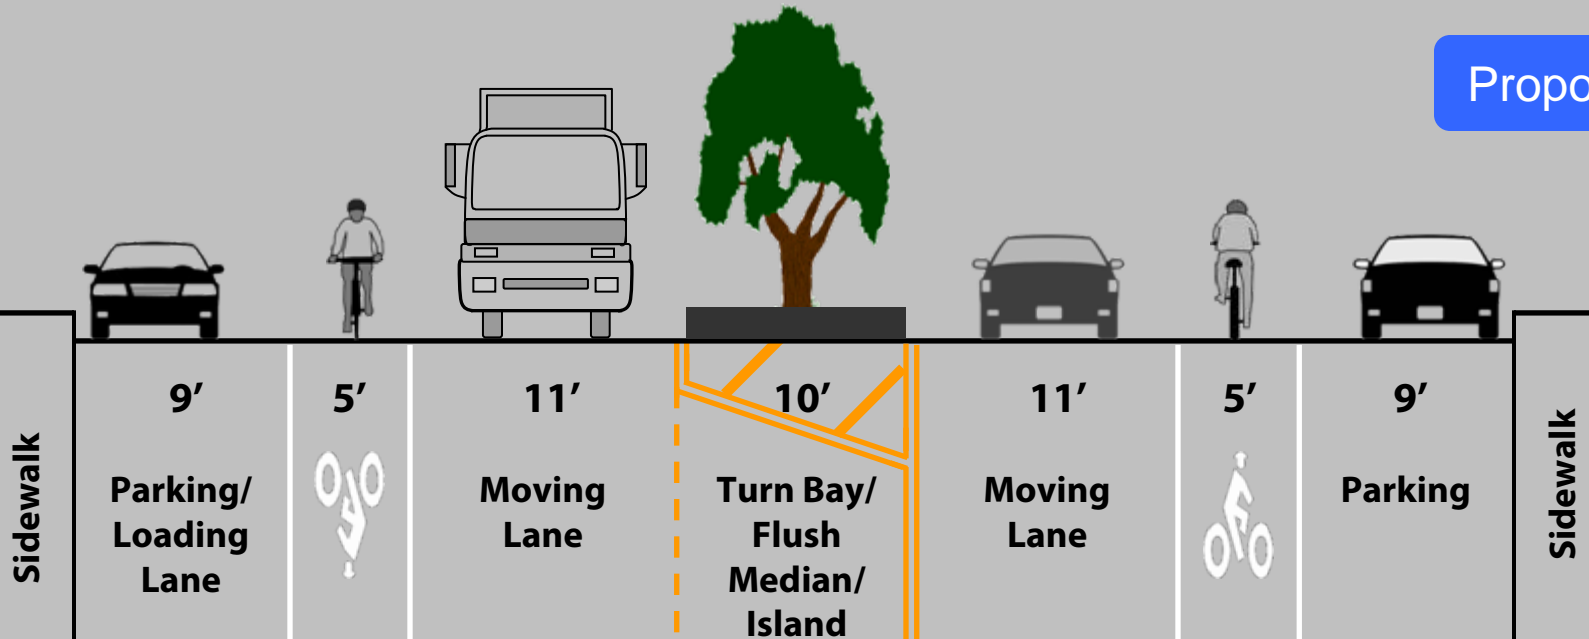 Propo
9’
5’
11’
10’
11’
5’
9’
Sidewalk
Parking/
Loading
Lane
Moving
Lane
Turn Bay/
Flush
Median/
Island
Moving
Lane
Parking
Sidewalk